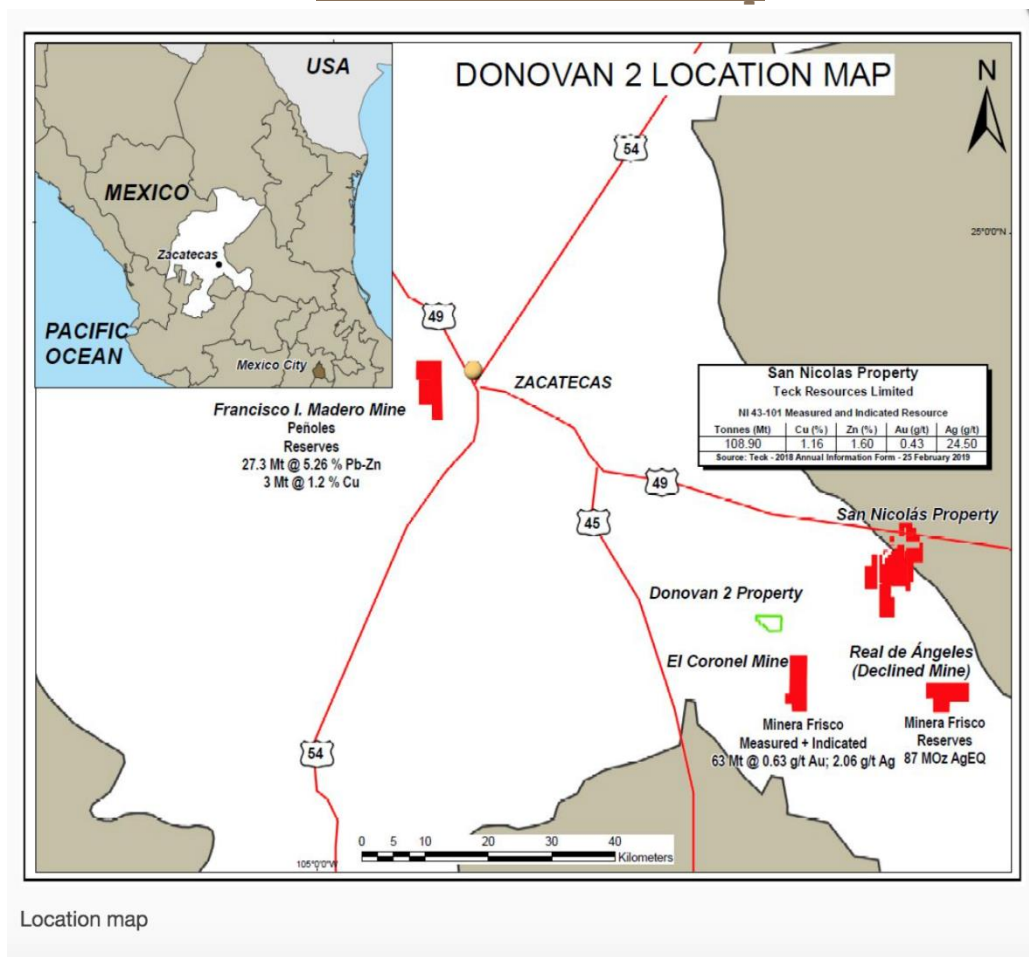 DONOVAN 2 LOCATION MAP
N
USA
MEXICO
Zacatecas
PACIFIC
OCEAN
Mexico City
54
25°0'0"N
49
ZACATECAS
Francisco I. Madero Mine
Peñoles
Reserves
27.3 Mt @ 5.26 % Pb-Zn
3 Mt @ 1.2 % Cu
San Nicolas Property
Teck Resources Limited
NI 43-101 Measured and Indicated Resource
Tonnes (Mt) Cu (%) Zn (%) Au (g/t) Ag (g/t)
108.90 1.16 1.60 0.43 24.50
Source: Teck - 2018 Annual Information Form - 25 February 2019
49
45
San Nicolás Property
Donovan 2 Property
El Coronel Mine
Real de Ángeles
(Declined Mine)
Minera Frisco
Measured + Indicated
63 Mt @ 0.63 g/t Au; 2.06 g/t Ag
Minera Frisco
Reserves
87 MOz AgEQ
54
0 5 10 20 30 40
Kilometers
105°0'0"W
Location map